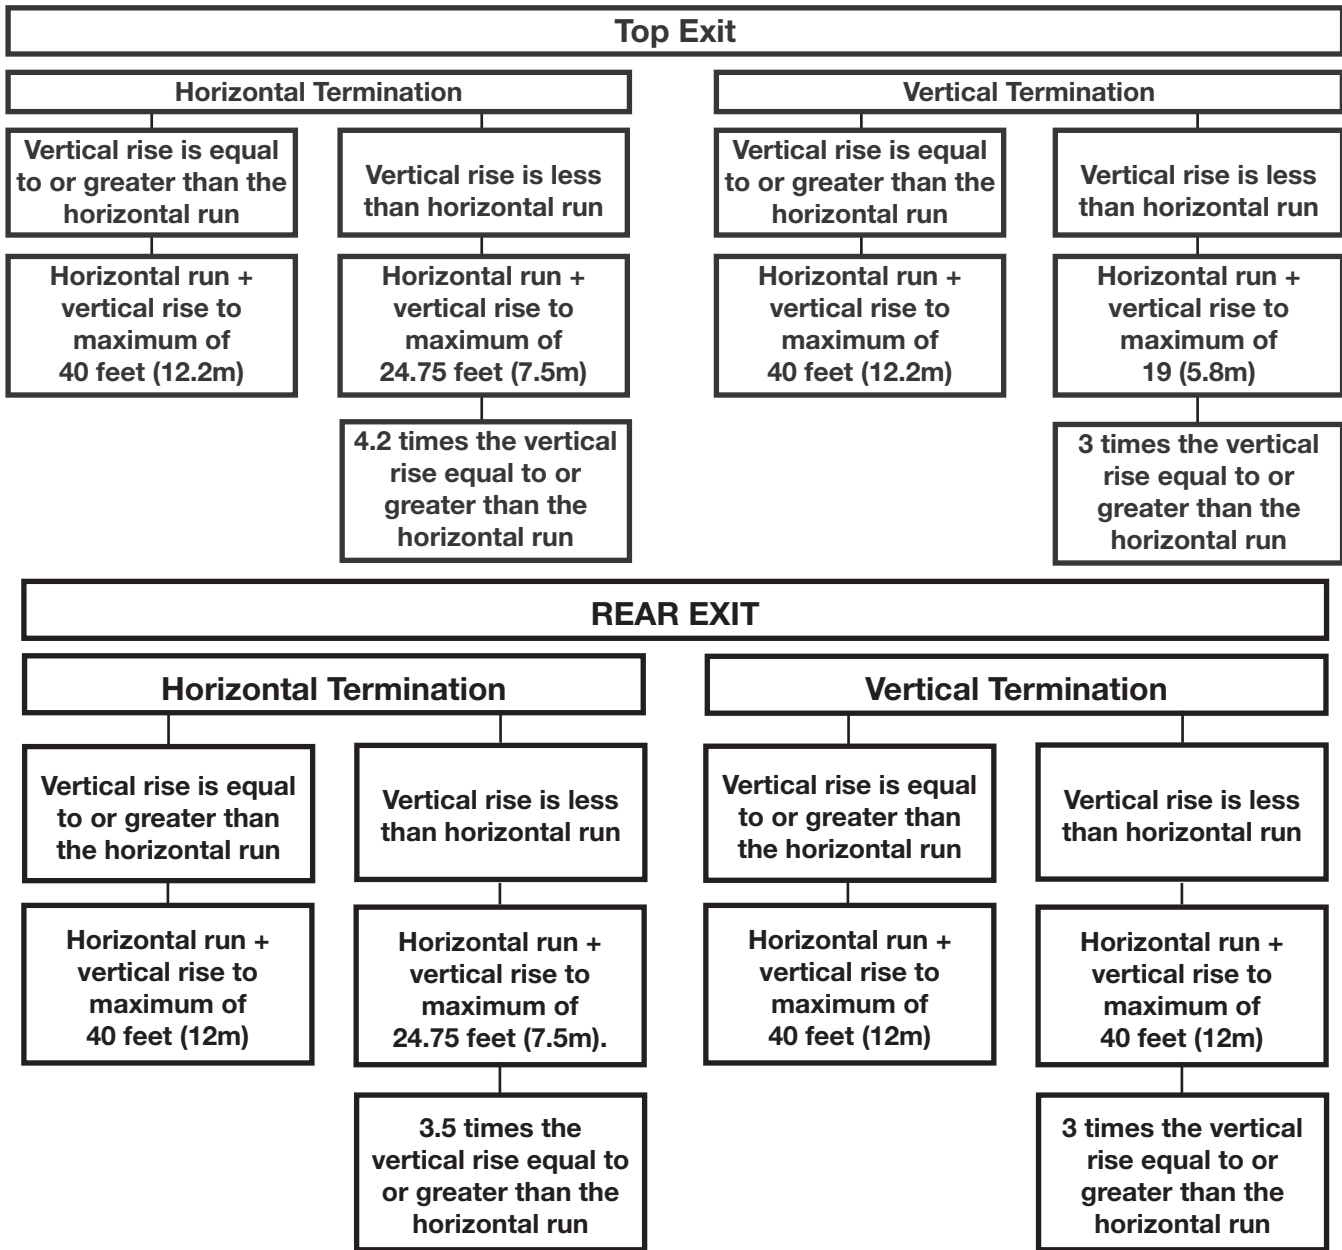 Top Exit
Horizontal Termination
Vertical Termination
Vertical rise is equal
to or greater than the
horizontal run
Vertical rise is less
than horizontal run
Vertical rise is equal
to or greater than the
horizontal run
Vertical rise is less
than horizontal run
Horizontal run +
vertical rise to
maximum of
40 feet (12.2m)
Horizontal run +
vertical rise to
maximum of
24.75 feet (7.5m)
Horizontal run +
vertical rise to
maximum of
40 feet (12.2m)
Horizontal run +
vertical rise to
maximum of
19 (5.8m)
4.2 times the vertical
rise equal to or
greater than the
horizontal run
3 times the vertical
rise equal to or
greater than the
horizontal run
REAR EXIT
Horizontal Termination
Vertical Termination
Vertical rise is equal
to or greater than
the horizontal run
Vertical rise is less
than horizontal run
Vertical rise is equal
to or greater than
the horizontal run
Vertical rise is less
than horizontal run
Horizontal run +
vertical rise to
maximum of
40 feet (12m)
Horizontal run +
vertical rise to
maximum of
24.75 feet (7.5m).
Horizontal run +
vertical rise to
maximum of
40 feet (12m)
Horizontal run +
vertical rise to
maximum of
40 feet (12m)
3.5 times the
vertical rise equal to
or greater than the
horizontal run
3 times the vertical
rise equal to or
greater than the
horizontal run